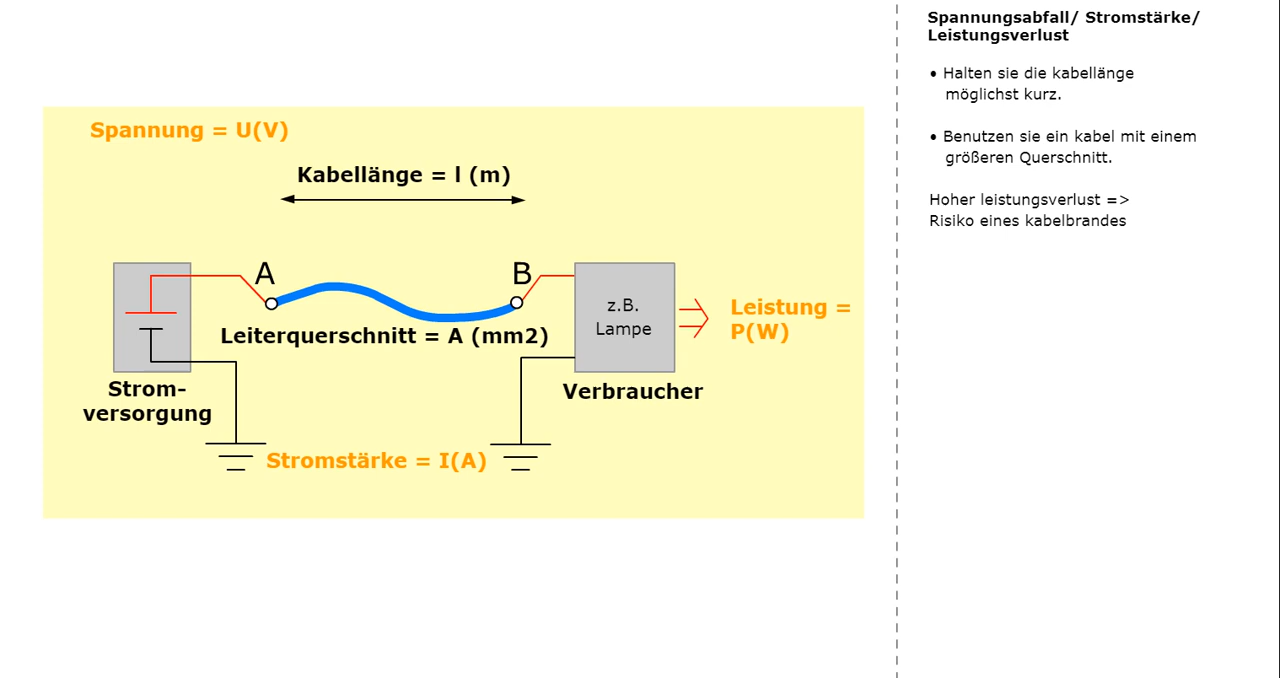 Spannungsabfall/ Stromstärke/
Leistungsverlust
• Halten sie die kabellänge
möglichst kurz.
• Benutzen sie ein kabel mit einem
größeren Querschnitt.
Hoher leistungsverlust =>
Risiko eines kabelbrandes
Spannung = U(V)
Kabellänge = l (m)
A
B
z.B.
Lampe
Leistung =
P(W)
Leiterquerschnitt = A (mm2)
Strom-
versorgung
Verbraucher
Stromstärke = I(A)